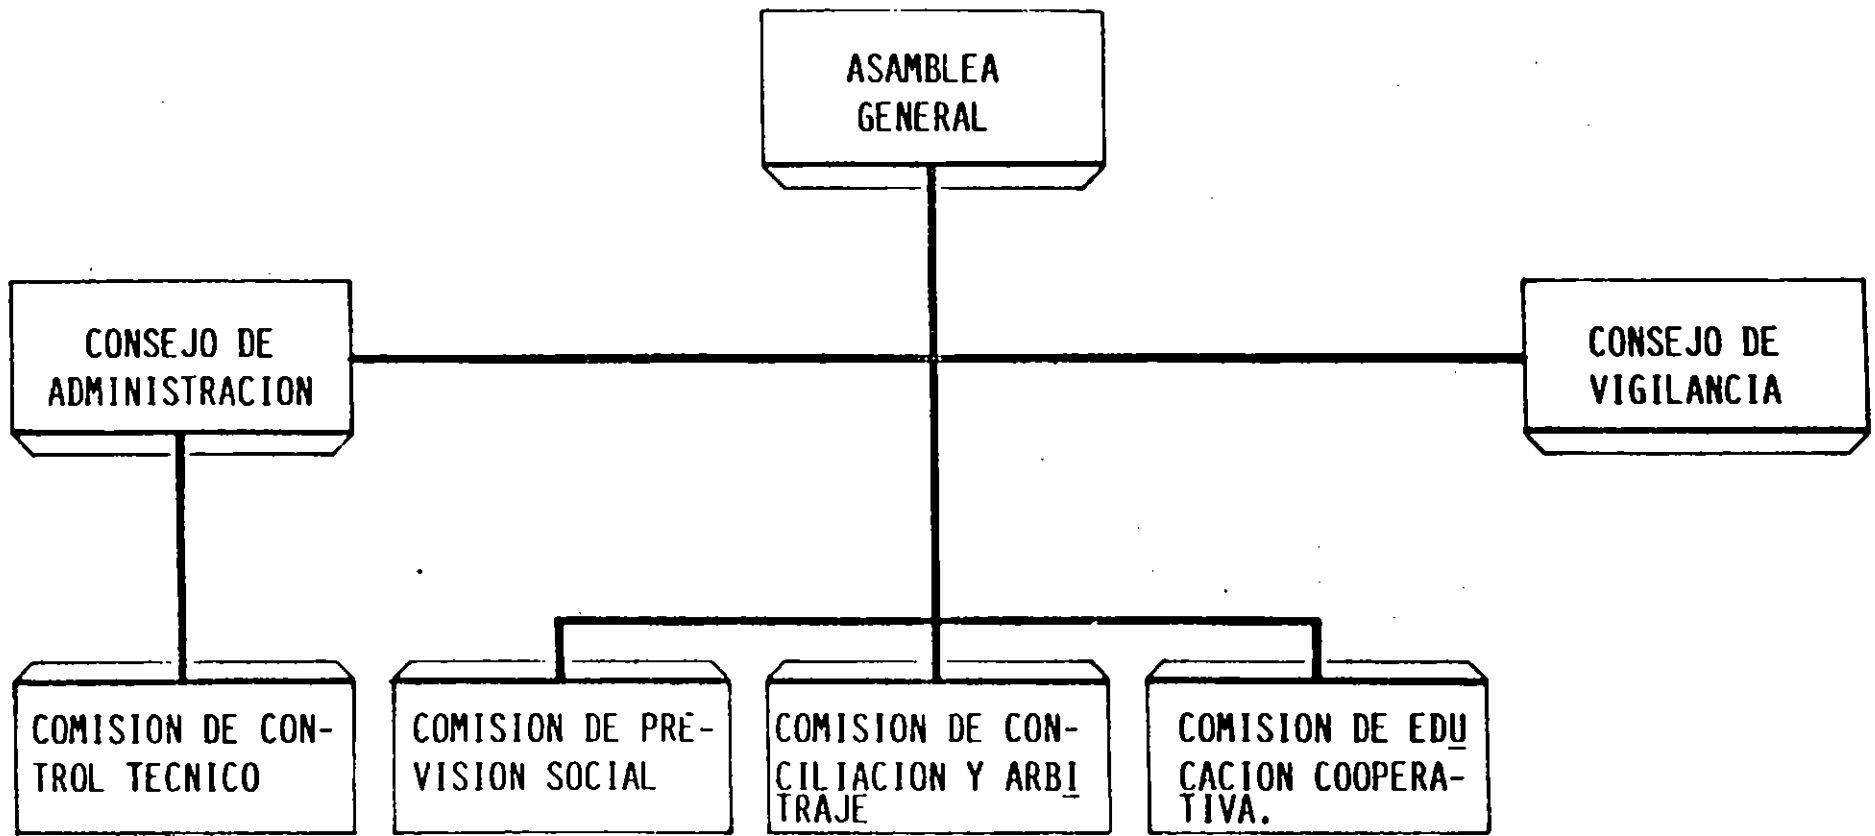 ASAMBLEA
GENERAL
CONSEJO DE
ADMINISTRACION
CONSEJO DE
VIGILANCIA
COMISION DE CON-
TROL TECNICO
COMISION DE PRE-
VISION SOCIAL
COMISION DE CON-
CILIACION Y ARBI
TRAJE
COMISION DE EDU
CACION COOPERA-
TIVA.